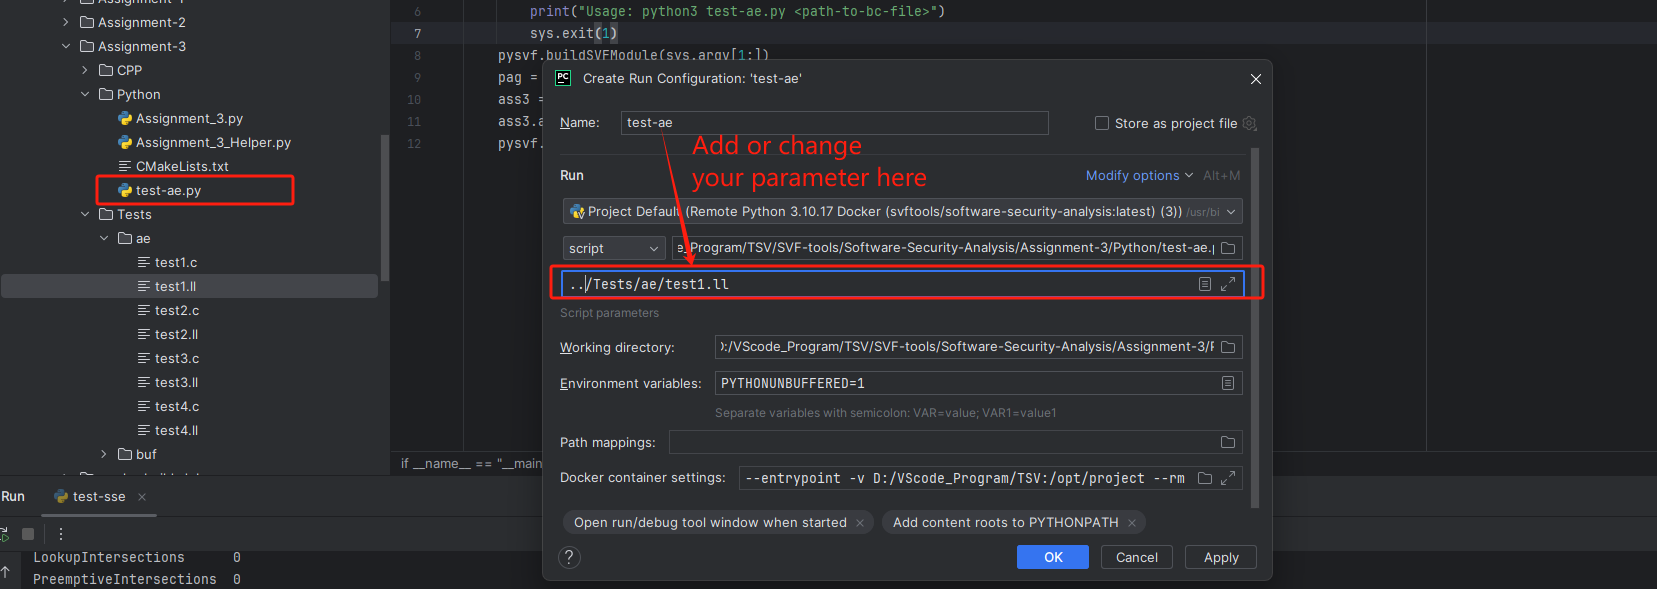 Assignment-1
Assignment-2
Assignment-3
CPP
Python
Assignment_3.py
Assignment_3_Helper.py
CMakeLists.txt
test-ae.py
Tests
ae
test1.c
test1.ll
test2.c
test2.ll
test3.c
test3.ll
test4.c
test4.ll
buf
6 print("Usage: python3 test-ae.py <path-to-bc-file>")
7 sys.exit(1)
8 pysvf.buildSVFModule(sys.argv[1:])
9 pag =
10 ass3 =
11 ass3.a
12 pysvf.
if __name__ == "__main
PC Create Run Configuration: 'test-ae'
Name: test-ae
Store as project file
Add or change
your parameter here
Run Modify options Alt+M
Project Default (Remote Python 3.10.17 Docker (svftools/software-security-analysis:latest) (3)) /usr/bi
script e_Program/TSV/SVF-tools/Software-Security-Analysis/Assignment-3/Python/test-ae.p
../Tests/ae/test1.ll
Script parameters
Working directory: D:/VScode_Program/TSV/SVF-tools/Software-Security-Analysis/Assignment-3/P
Environment variables: PYTHONUNBUFFERED=1
Separate variables with semicolon: VAR=value; VAR1=value1
Path mappings:
Docker container settings: --entrypoint -v D:/VScode_Program/TSV:/opt/project --rm
Open run/debug tool window when started × Add content roots to PYTHONPATH ×
? OK Cancel Apply
Run test-sse ×
LookupIntersections 0
PreemptiveIntersections 0